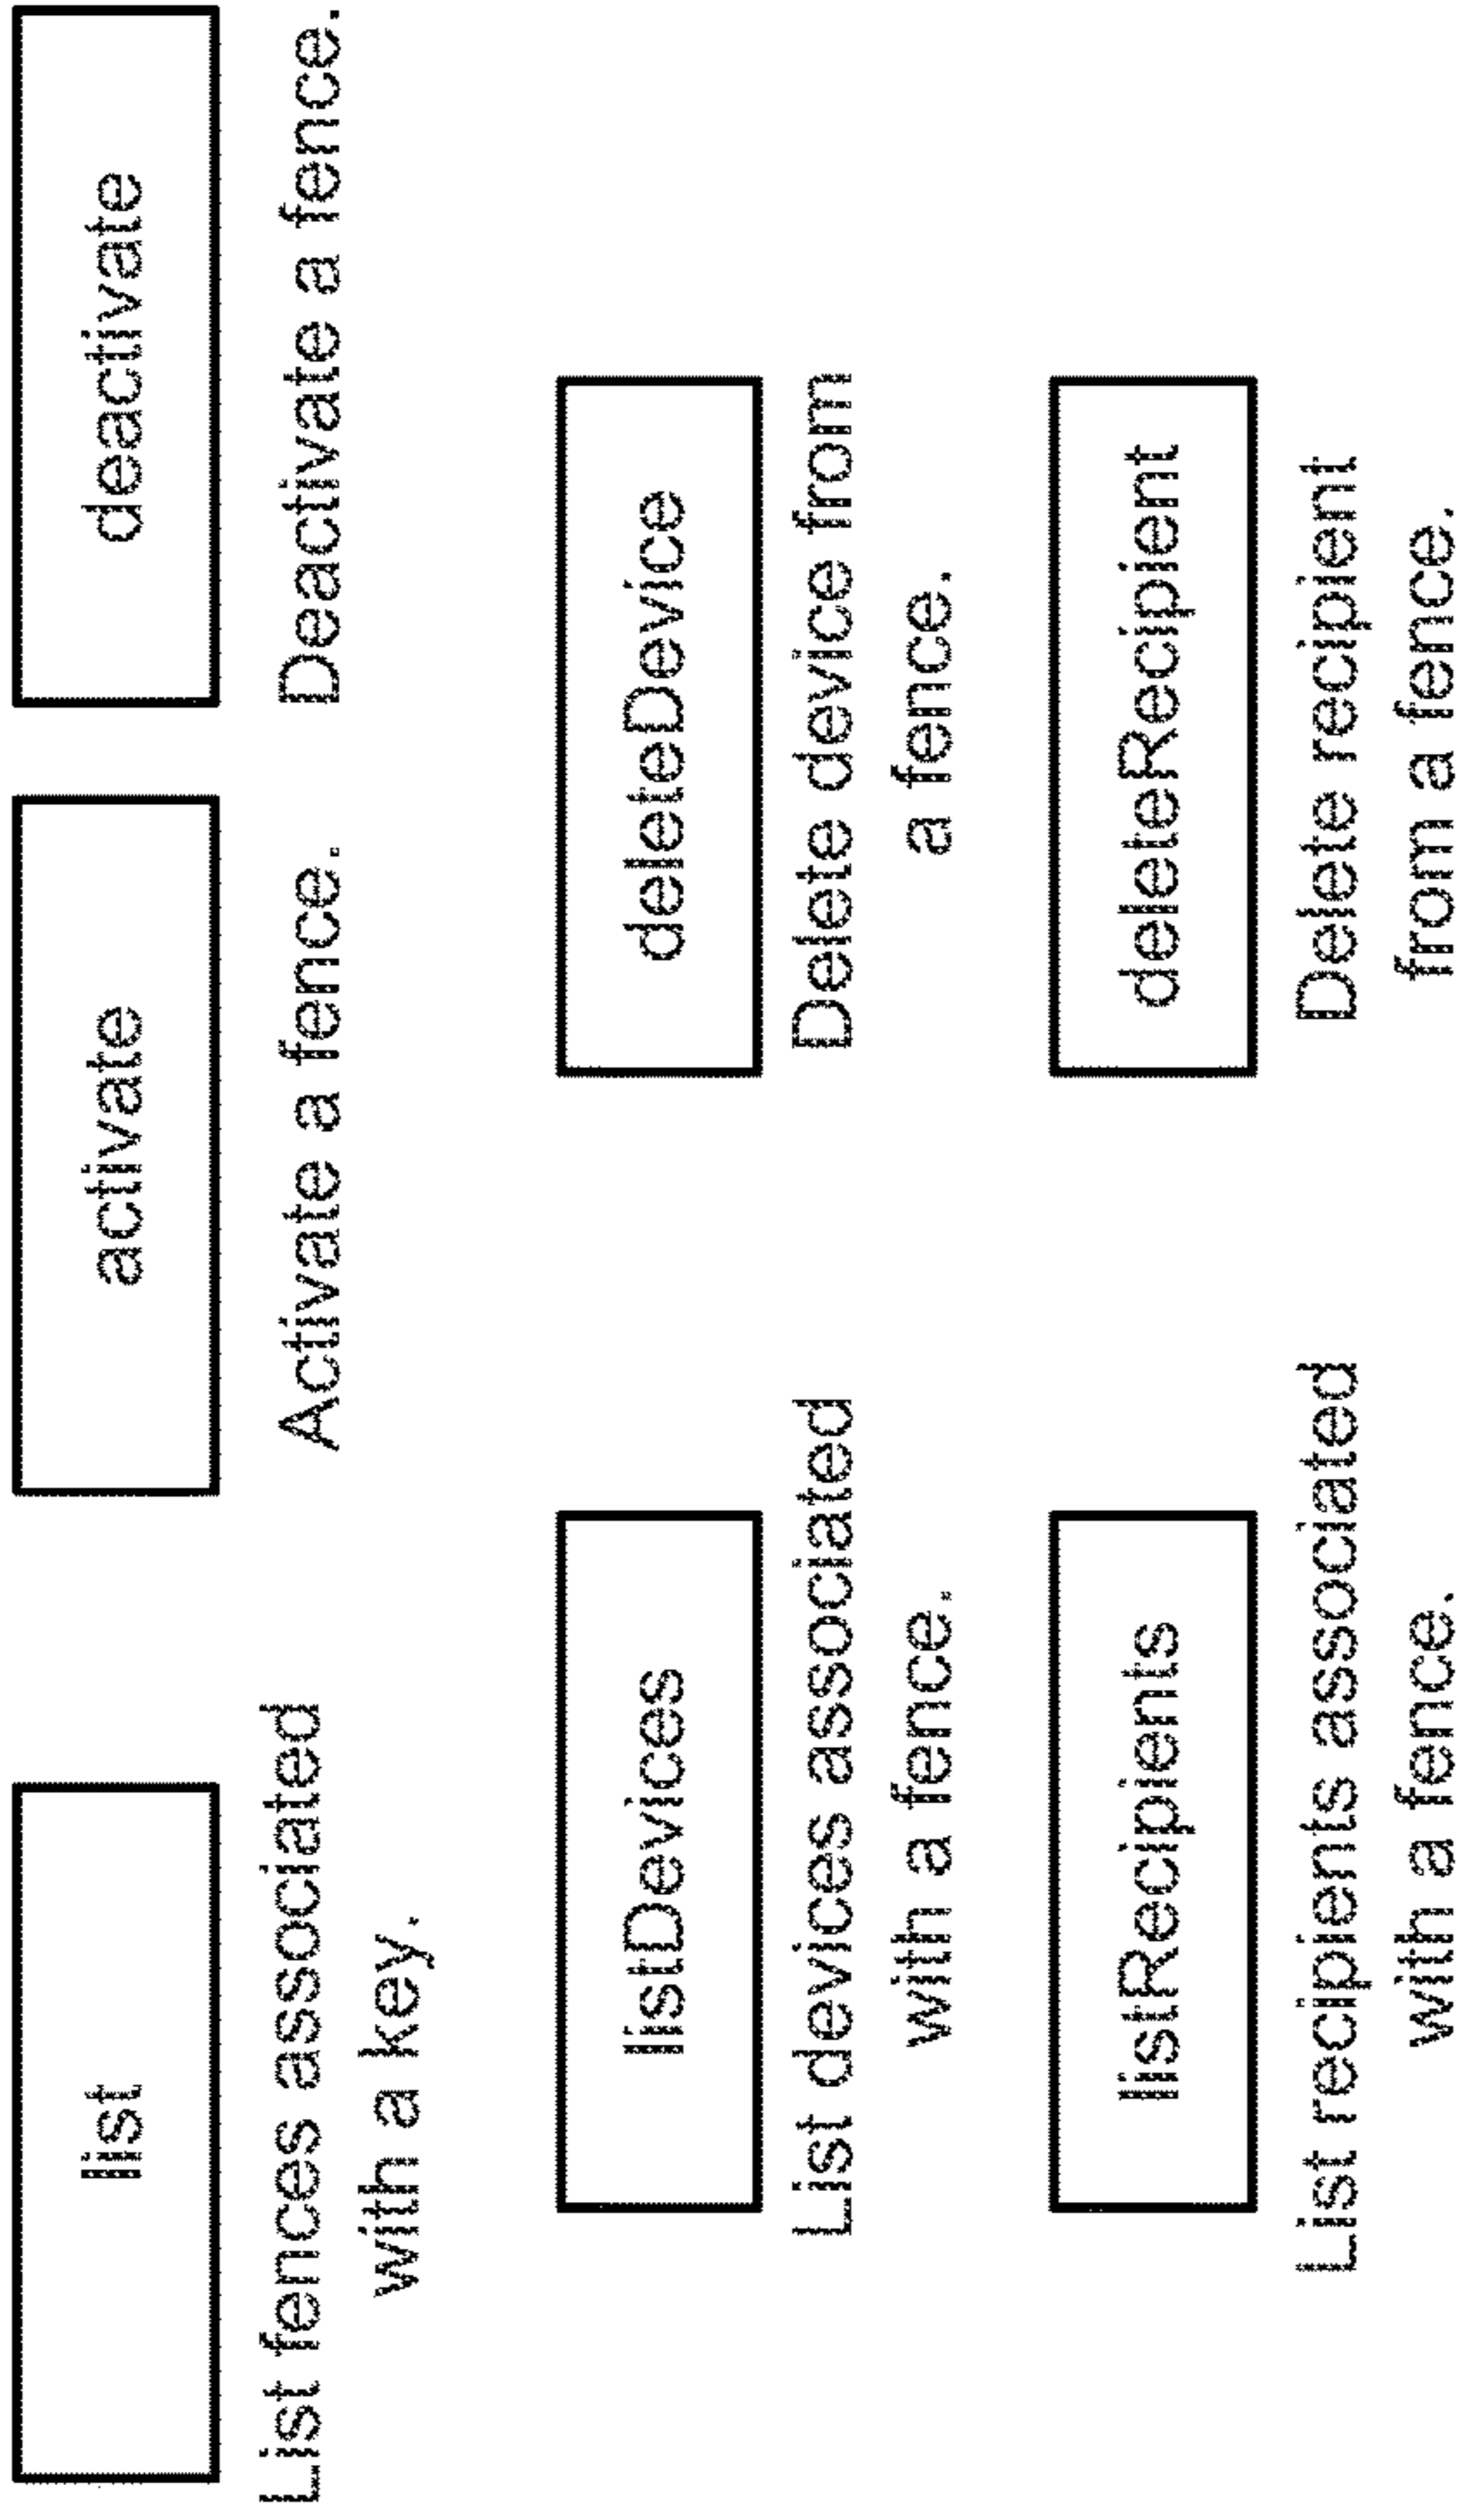 list
List fences associated
with a key.
activate
Activate a fence.
deactivate
Deactivate a fence.
listDevices
List devices associated
with a fence.
deleteDevice
Delete device from
a fence.
listRecipients
List recipients associated
with a fence.
deleteRecipient
Delete recipient
from a fence.